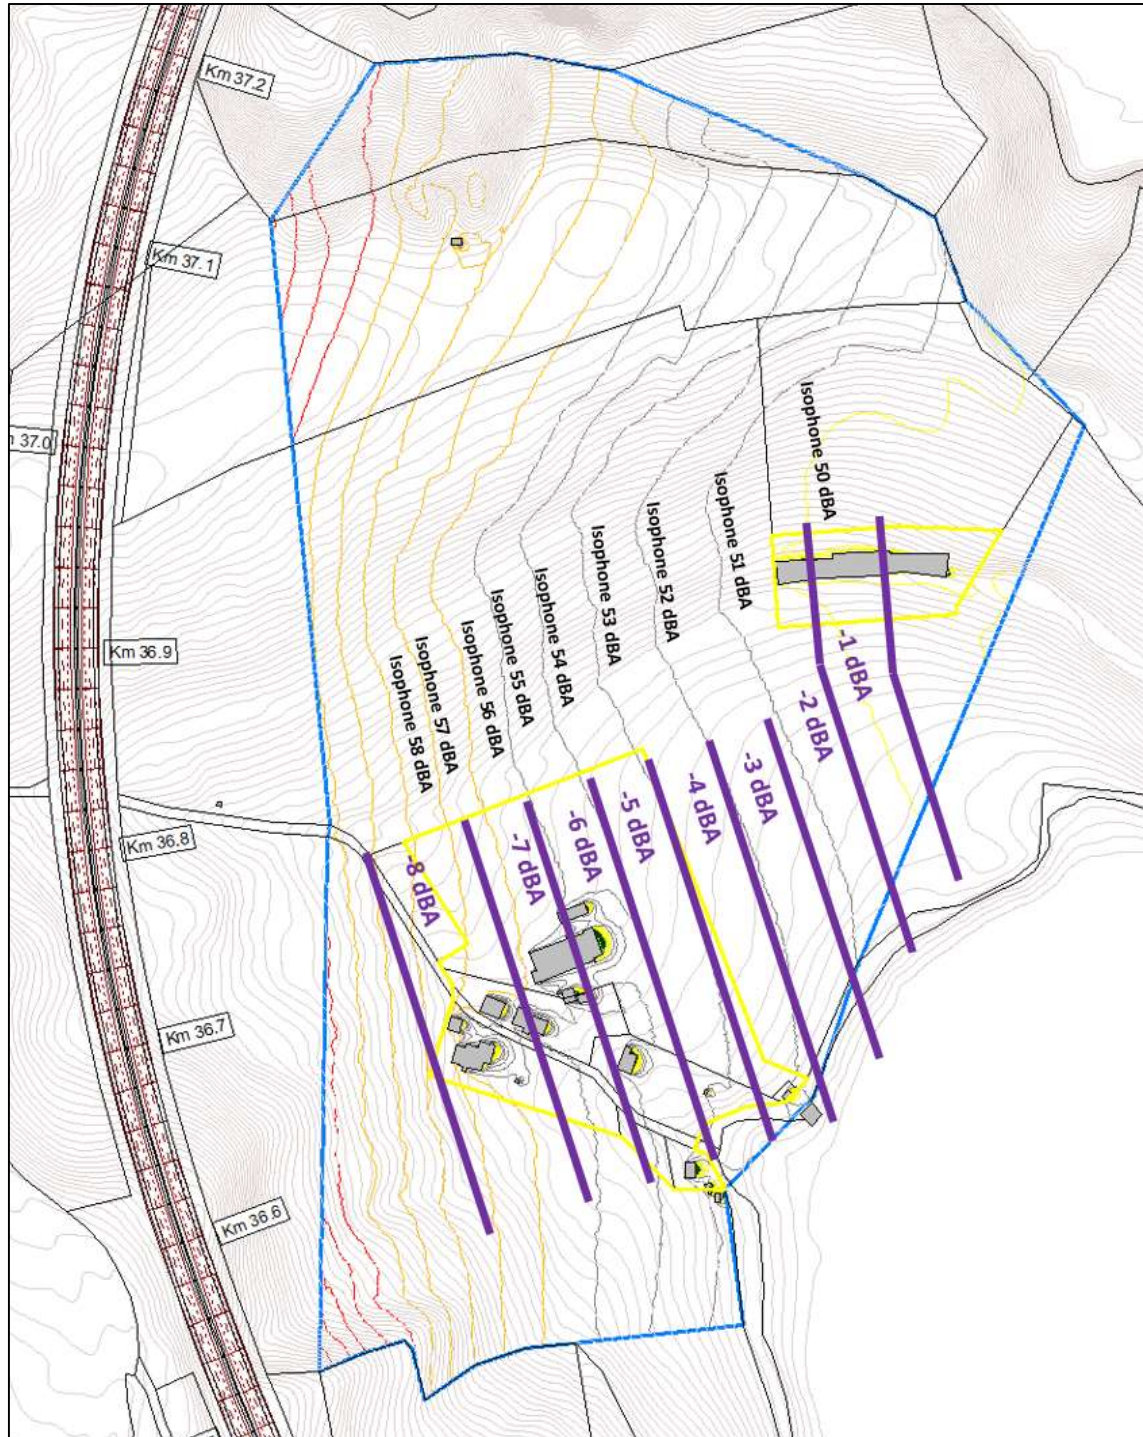 Km 37.2
Km 37.1
37.0
Km 36.9
Km 36.8
Km 36.7
Km 36.6
Isophone 50 dBA
Isophone 51 dBA
Isophone 52 dBA
Isophone 53 dBA
Isophone 54 dBA
Isophone 55 dBA
Isophone 56 dBA
Isophone 57 dBA
Isophone 58 dBA
-1 dBA
-2 dBA
-3 dBA
-4 dBA
-5 dBA
-6 dBA
-7 dBA
-8 dBA